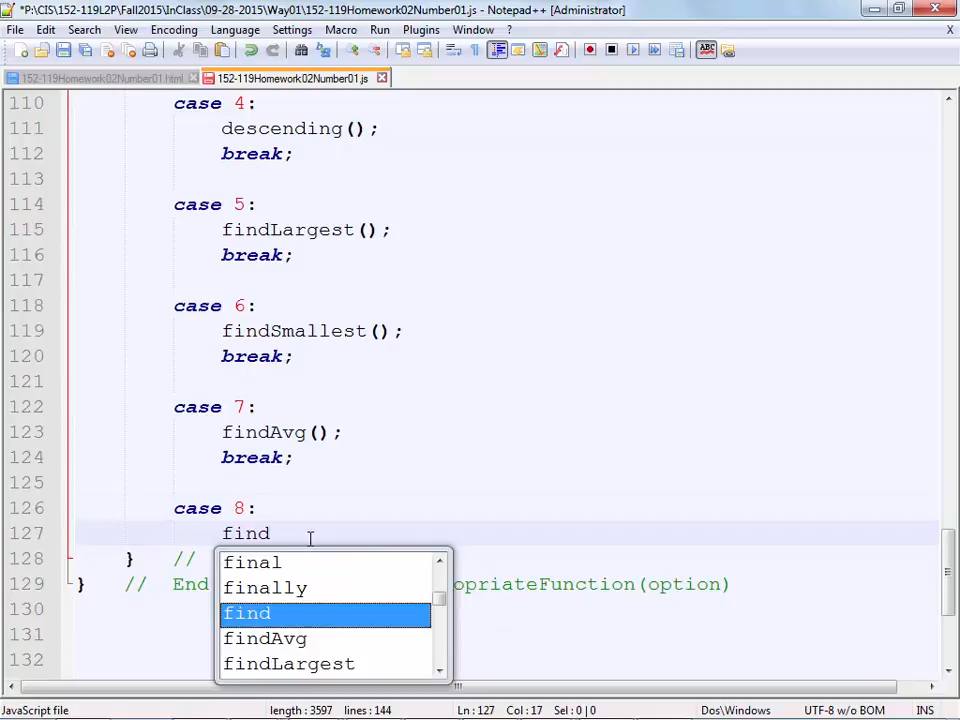 *P:\CIS\152-119L2P\Fall2015\InClass\09-28-2015\Way01\152-119Homework02Number01.js - Notepad++ [Administrator]
File Edit Search View Encoding Language Settings Macro Run Plugins Window ? X
152-119Homework02Number01.html 152-119Homework02Number01.js
110 case 4:
111 descending();
112 break;
113
114 case 5:
115 findLargest();
116 break;
117
118 case 6:
119 findSmallest();
120 break;
121
122 case 7:
123 findAvg();
124 break;
125
126 case 8:
127 find
128 } //
final
129 } // End opriateFunction(option)
finally
130
find
131
findAvg
132
findLargest
JavaScript file length : 3597 lines : 144 Ln : 127 Col : 17 Sel : 0 | 0 Dos\Windows UTF-8 w/o BOM INS